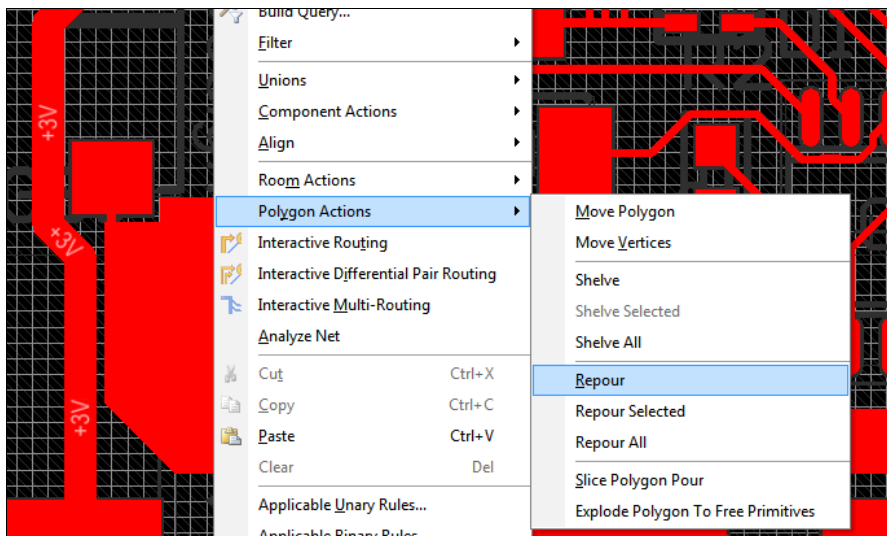 Build Query...
Filter
Unions
Component Actions
Align
Room Actions
Polygon Actions
Interactive Routing
Interactive Differential Pair Routing
Interactive Multi-Routing
Analyze Net
Cut Ctrl+X
Copy Ctrl+C
Paste Ctrl+V
Clear Del
Applicable Unary Rules...
Applicable Binary Rules...
Move Polygon
Move Vertices
Shelve
Shelve Selected
Shelve All
Repour
Repour Selected
Repour All
Slice Polygon Pour
Explode Polygon To Free Primitives
+3V
+3V
+3V